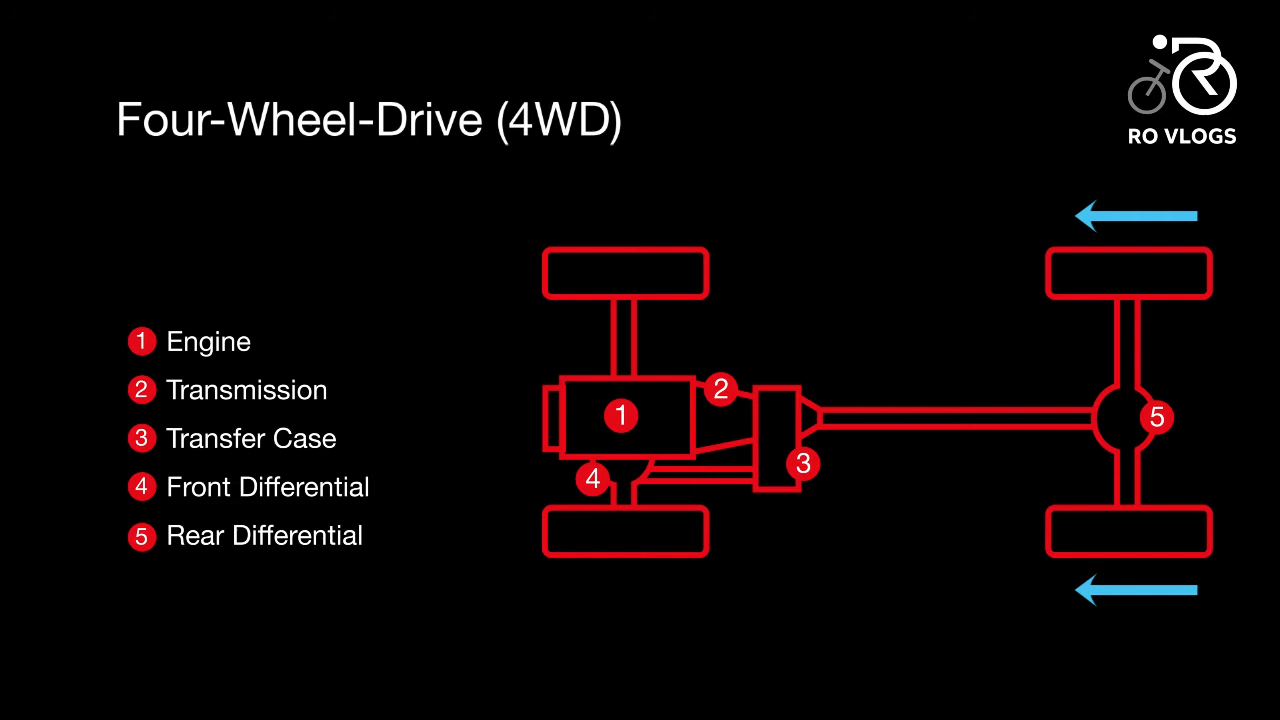 RO VLOGS
Four-Wheel-Drive (4WD)
1 Engine
2 Transmission
3 Transfer Case
4 Front Differential
5 Rear Differential
1
2
3
4
5